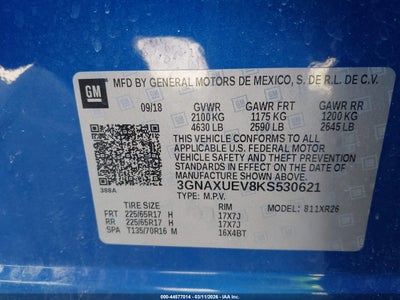 GM
MFD BY GENERAL MOTORS DE MEXICO, S. DE R.L. DE C.V.
09/18 GVWR GAWR FRT GAWR RR
2100 KG 1175 KG 1200 KG
4630 LB 2590 LB 2645 LB
THIS VEHICLE CONFORMS TO ALL
APPLICABLE U.S. FEDERAL MOTOR
VEHICLE SAFETY AND THEFT PREVENTION
STANDARDS IN EFFECT ON THE DATE OF
MANUFACTURE SHOWN ABOVE.
388A
3GNAXUEV8KS530621
TYPE: M.P.V. MODEL: 811XR26
TIRE SIZE RIM
FRT 225/65R17 H 17X7J
RR 225/65R17 H 17X7J
SPA T135/70R16 M 16X4BT
000-44577014 - 03/11/2026 - IAA Inc.